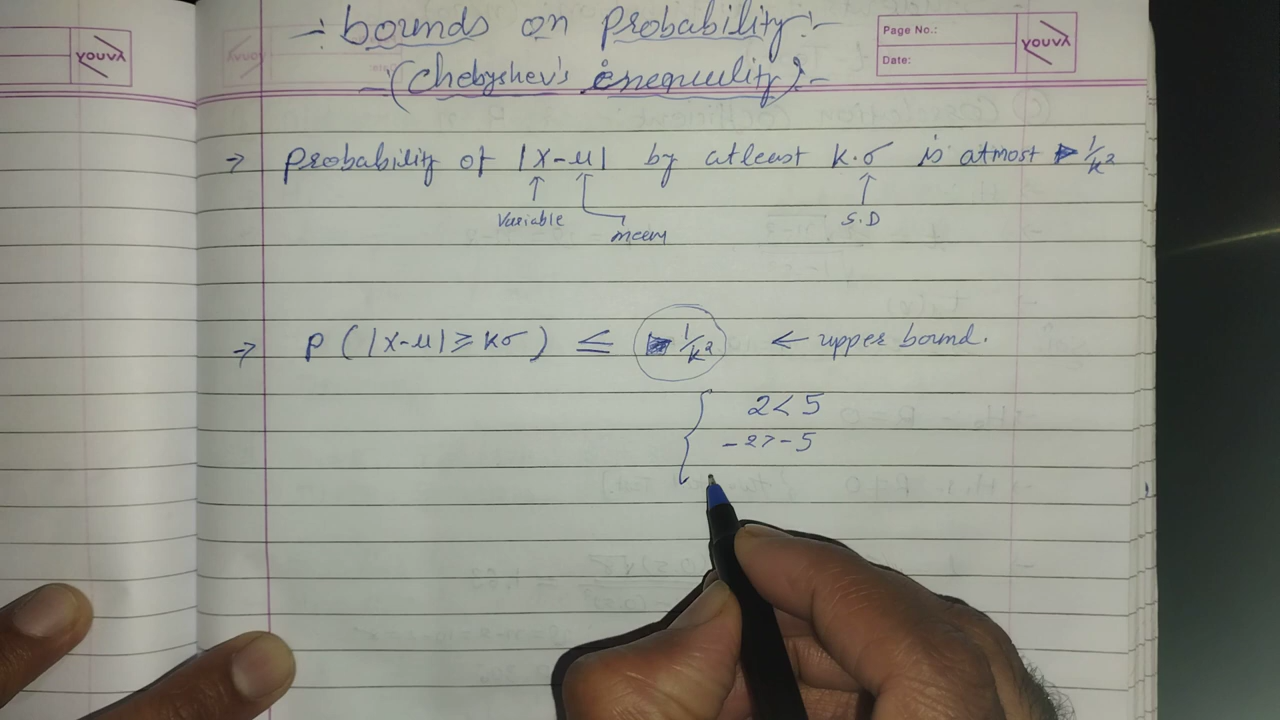 -: bounds on Probability :-
-(Chebyshev's inequality)-
Page No.:
Date:
YOUVA
YOUVA
→ Probability of |X-μ| by atleast K·σ is atmost 1/K²
Variable
mean
S.D
→ P (|X-μ| ≥ Kσ) ≤ 1/K² ← upper bound.
2 < 5
-2 > -5